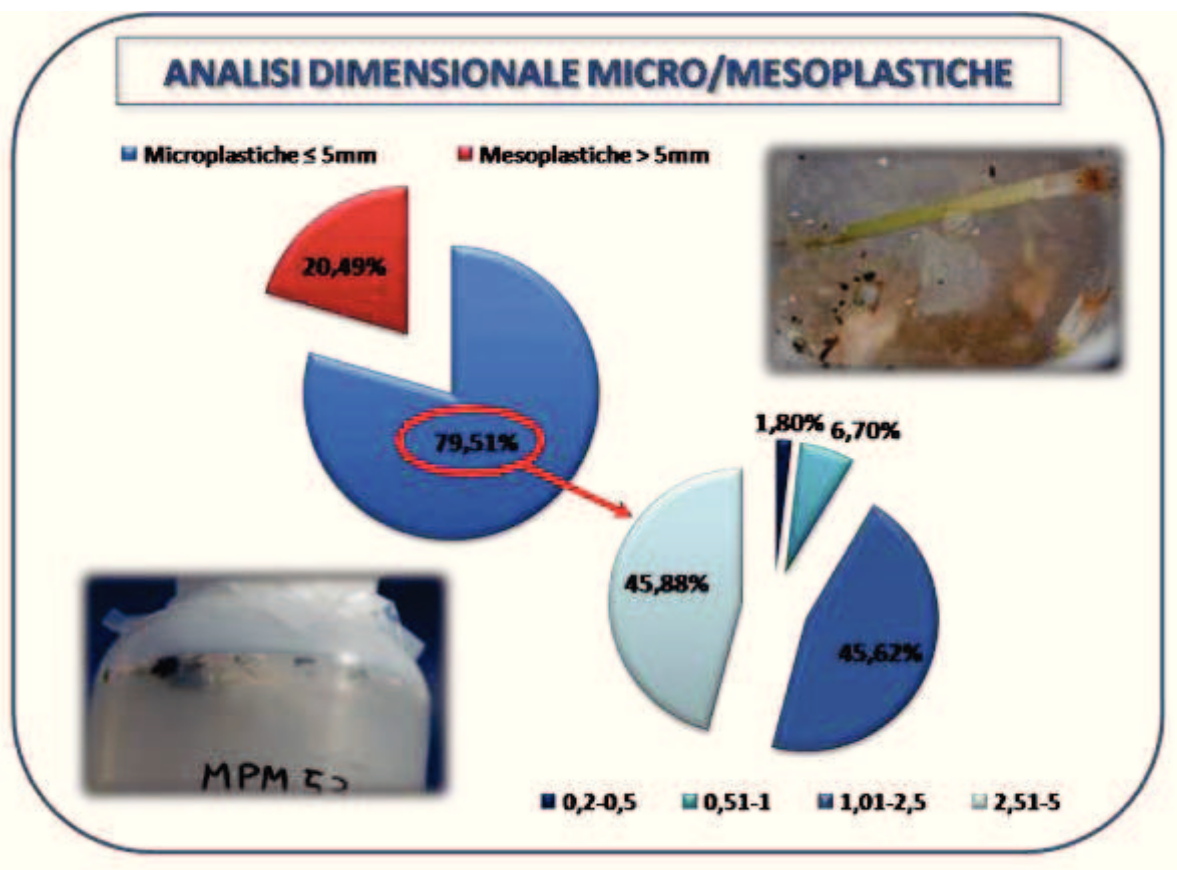 ANALISI DIMENSIONALE MICRO/MESOPLASTICHE
Microplastiche ≤ 5mm Mesoplastiche > 5mm
20,49%
79,51%
1,80% 6,70%
45,88%
45,62%
MPM
0,2-0,5 0,51-1 1,01-2,5 2,51-5